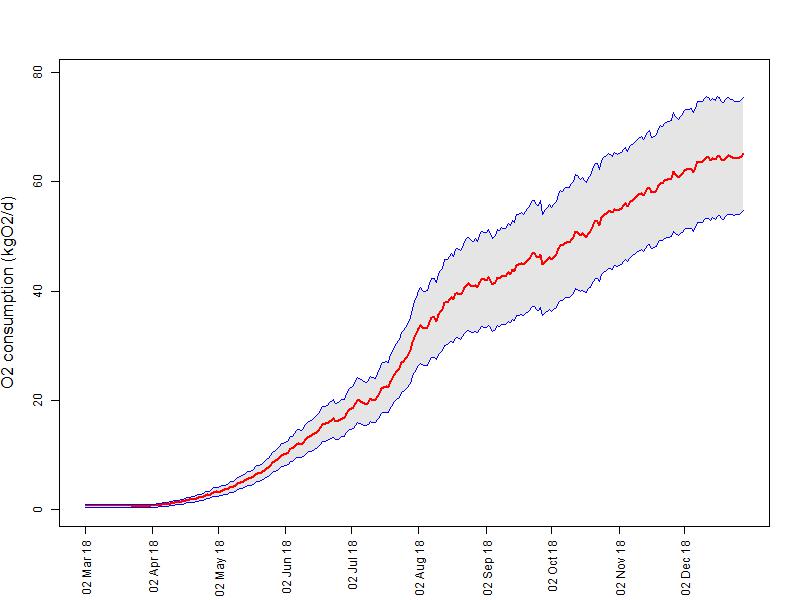 80
60
40
20
0
O2 consumption (kgO2/d)
02 Mar 18
02 Apr 18
02 May 18
02 Jun 18
02 Jul 18
02 Aug 18
02 Sep 18
02 Oct 18
02 Nov 18
02 Dec 18